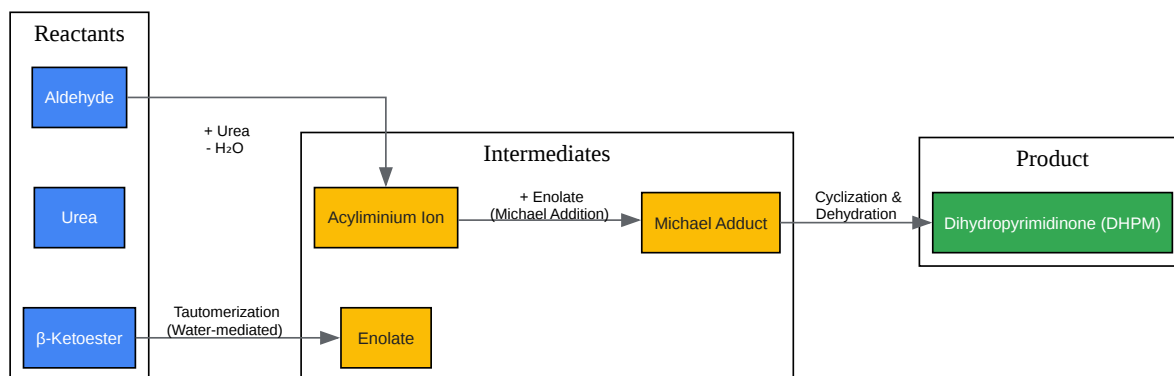 Reactants
Aldehyde
Urea
β-Ketoester
+ Urea
- H₂O
Tautomerization
(Water-mediated)
Intermediates
Acyliminium Ion
+ Enolate
(Michael Addition)
Michael Adduct
Enolate
Cyclization &
Dehydration
Product
Dihydropyrimidinone (DHPM)